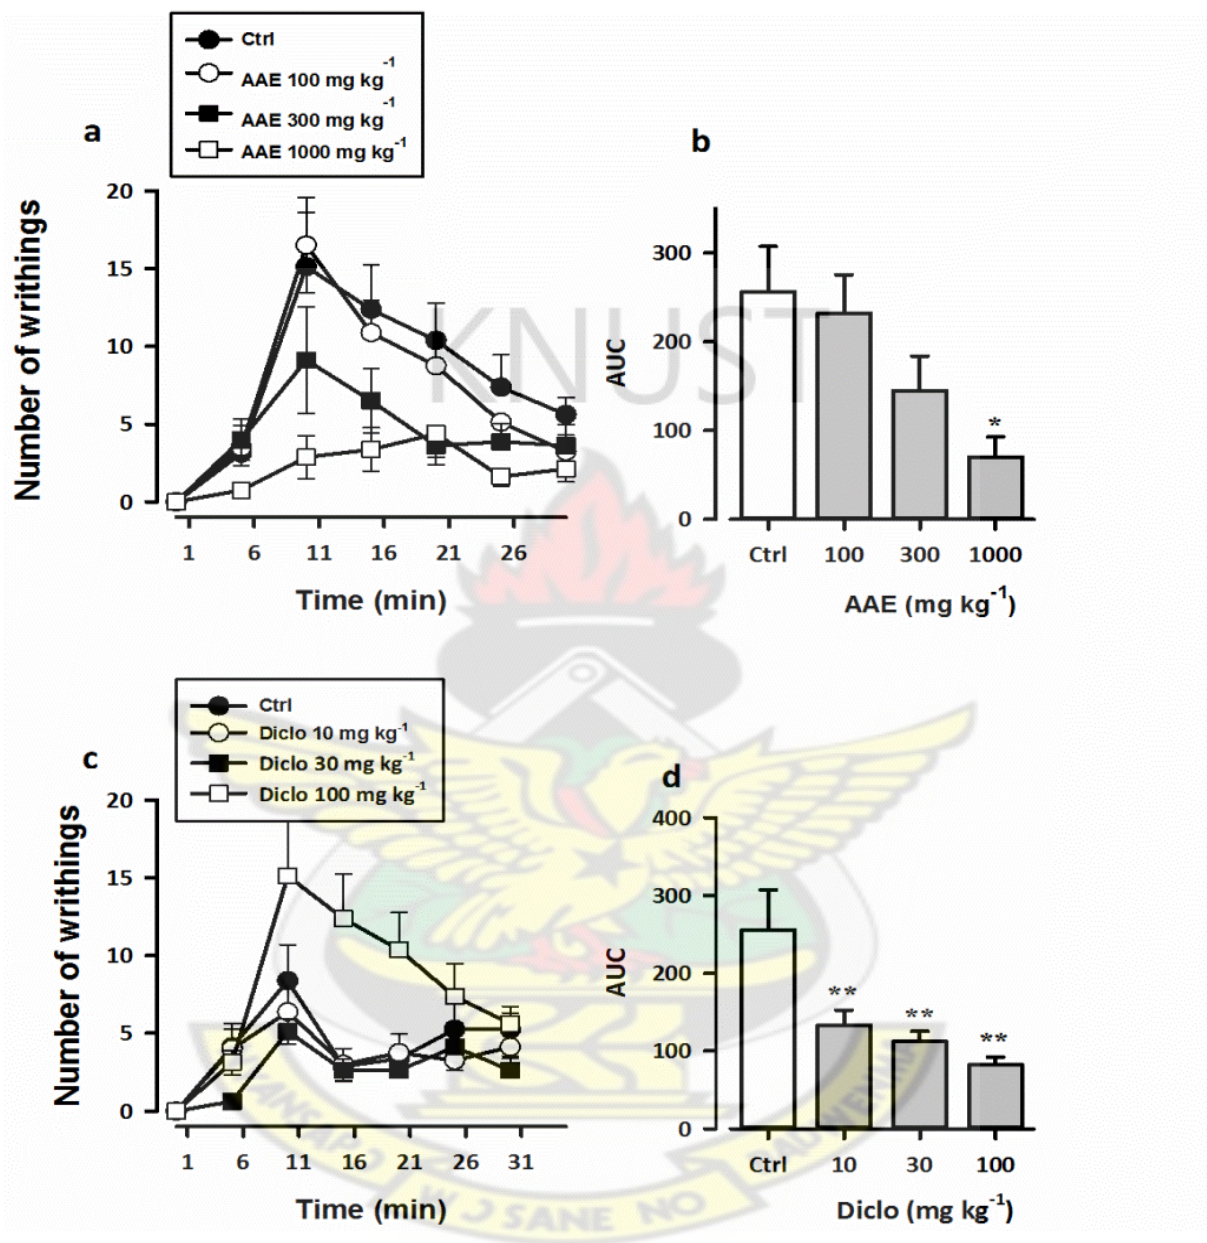 Ctrl
AAE 100 mg kg-1
AAE 300 mg kg-1
AAE 1000 mg kg-1
a
Number of writhings
20
15
10
5
0
1 6 11 16 21 26
Time (min)
b
AUC
300
200
100
0
Ctrl 100 300 1000
*
AAE (mg kg-1)
KNUST
Ctrl
Diclo 10 mg kg-1
Diclo 30 mg kg-1
Diclo 100 mg kg-1
c
Number of writhings
20
15
10
5
0
1 6 11 16 21 26 31
Time (min)
d
AUC
400
300
200
100
0
** ** **
Ctrl 10 30 100
Diclo (mg kg-1)
W Ɔ SANE NO